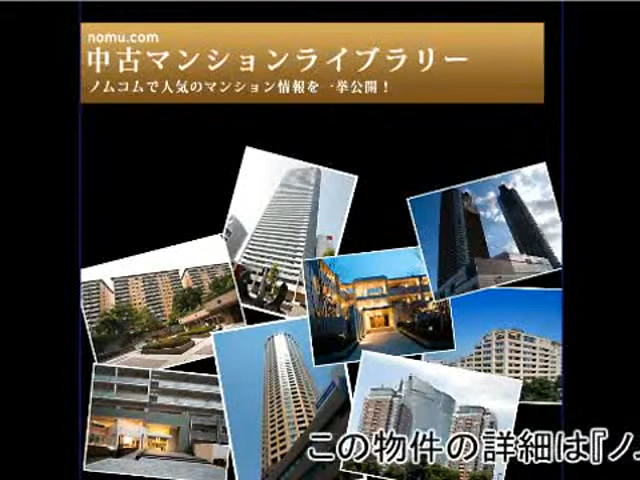 nomu.com
中古マンションライブラリー
ノムコムで人気のマンション情報を一挙公開！
この物件の詳細は『ノ